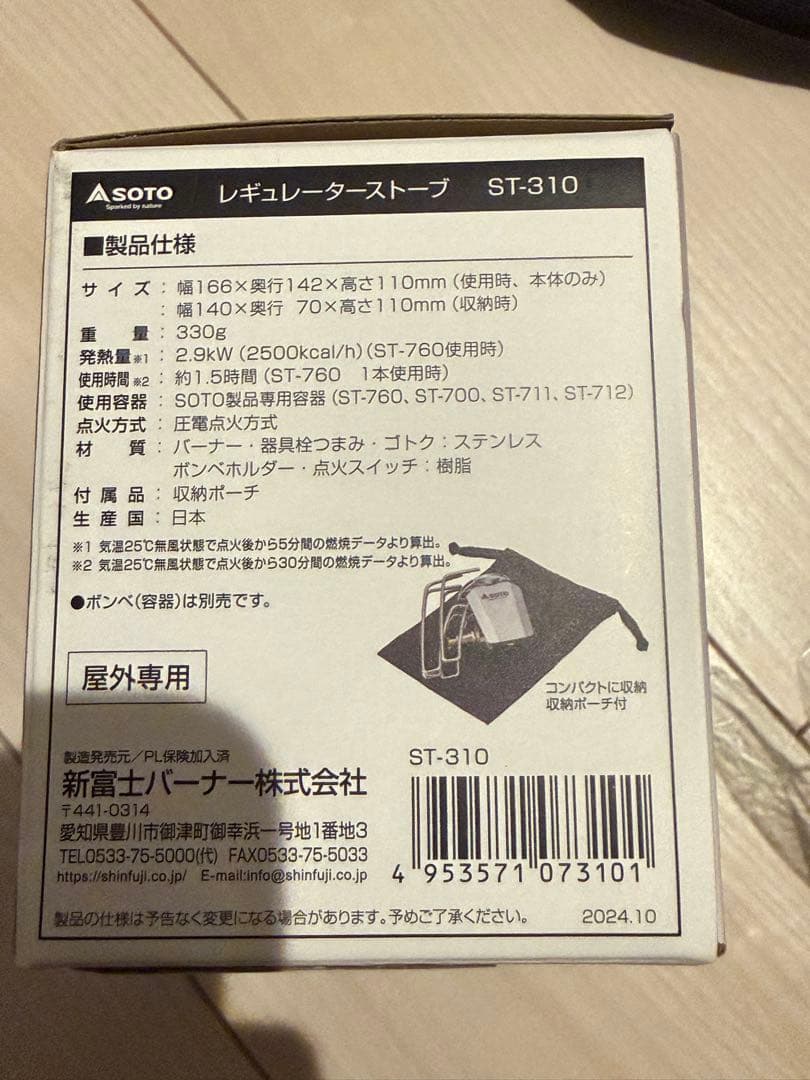 SOTO
Sparked by nature
レギュレーターストーブ ST-310
■製品仕様
サイズ：幅166×奥行142×高さ110mm（使用時、本体のみ）
：幅140×奥行 70×高さ110mm（収納時）
重量：330g
発熱量※1：2.9kW（2500kcal/h）（ST-760使用時）
使用時間※2：約1.5時間（ST-760 1本使用時）
使用容器：SOTO製品専用容器（ST-760、ST-700、ST-711、ST-712）
点火方式：圧電点火方式
材質：バーナー・器具栓つまみ・ゴトク：ステンレス
ボンベホルダー・点火スイッチ：樹脂
付属品：収納ポーチ
生産国：日本
※1 気温25℃無風状態で点火後から5分間の燃焼データより算出。
※2 気温25℃無風状態で点火後から30分間の燃焼データより算出。
●ボンベ（容器）は別売です。
SOTO
屋外専用
コンパクトに収納
収納ポーチ付
製造発売元／PL保険加入済
新富士バーナー株式会社
〒441-0314
愛知県豊川市御津町御幸浜一号地1番地3
TEL0533-75-5000（代） FAX0533-75-5033
https://shinfuji.co.jp/ E-mail:info@shinfuji.co.jp
ST-310
4 953571 073101
製品の仕様は予告なく変更になる場合があります。予めご了承ください。 2024.10